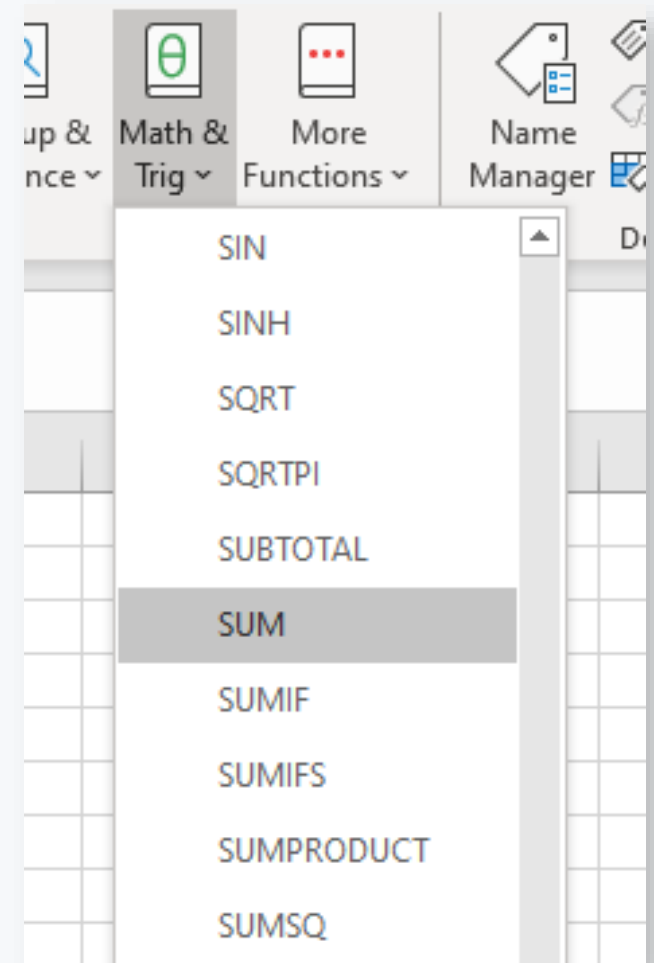 up & Math & More Name
nce Trig Functions Manager
SIN
SINH
SQRT
SQRTPI
SUBTOTAL
SUM
SUMIF
SUMIFS
SUMPRODUCT
SUMSQ